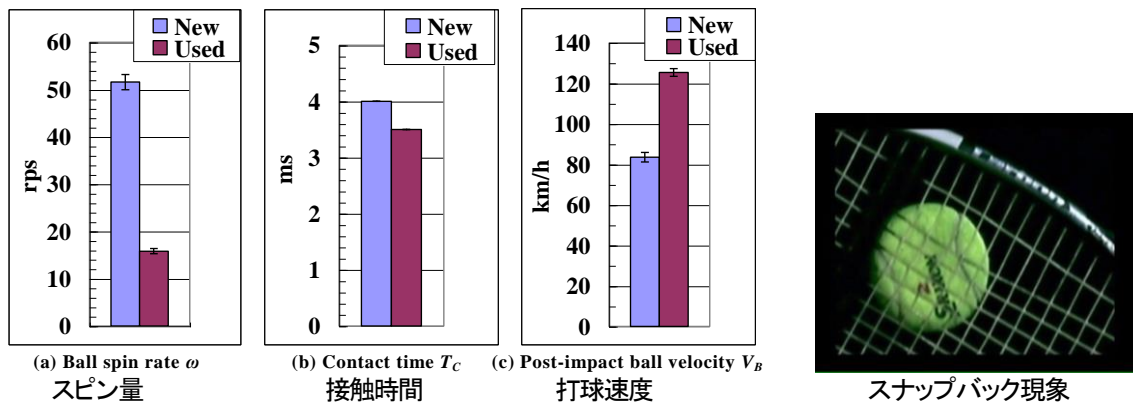 New
Used
60
50
40
30
20
10
0
rps
(a) Ball spin rate ω
スピン量
New
Used
5
4
3
2
1
0
ms
(b) Contact time T_C
接触時間
New
Used
140
120
100
80
60
40
20
0
km/h
(c) Post-impact ball velocity V_B
打球速度
SRIXON
スナップバック現象